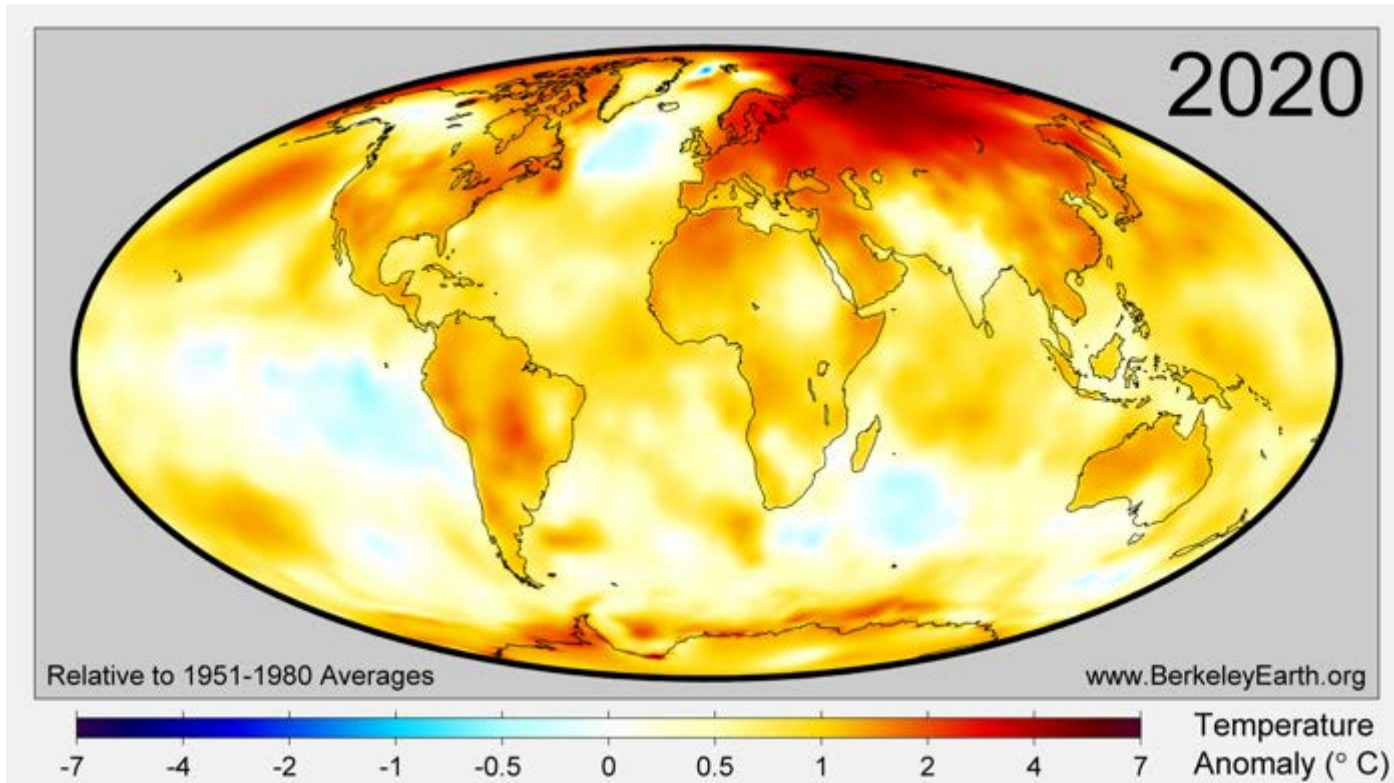 2020
Relative to 1951-1980 Averages
www.BerkeleyEarth.org
-7 -4 -2 -1 -0.5 0 0.5 1 2 4 7
Temperature
Anomaly (° C)